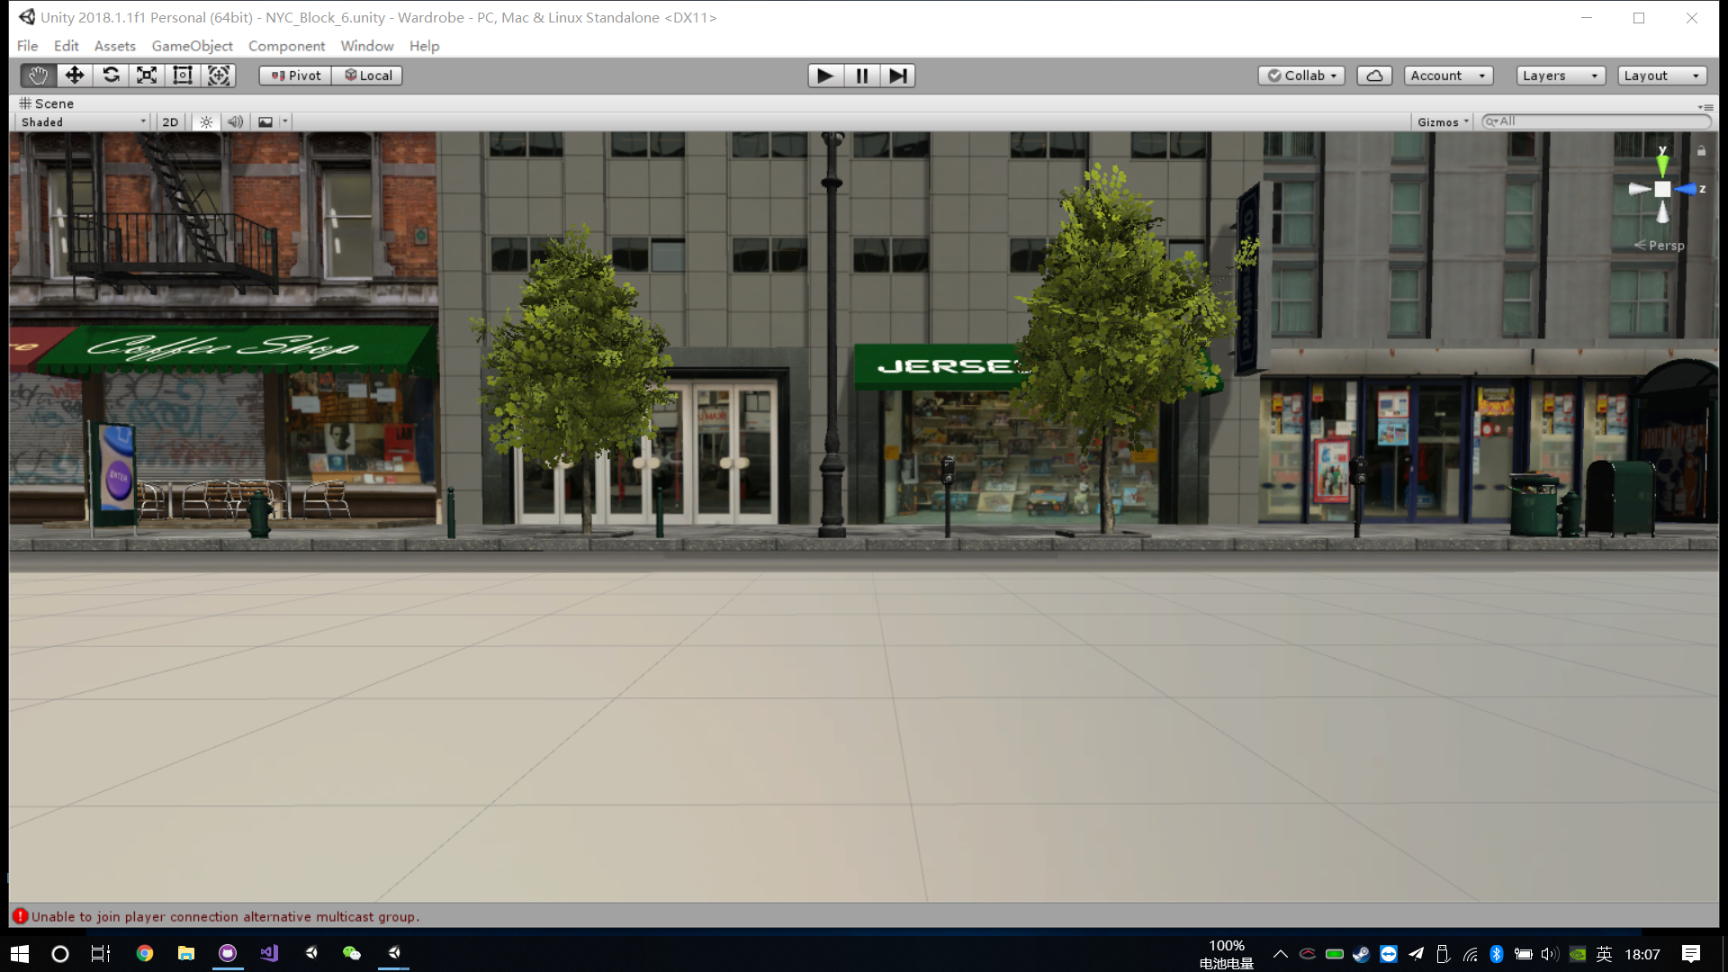 Unity 2018.1.1f1 Personal (64bit) - NYC_Block_6.unity - Wardrobe - PC, Mac & Linux Standalone <DX11>
File Edit Assets GameObject Component Window Help
Pivot Local Collab Account Layers Layout
Scene
Shaded 2D Gizmos All
y
z
Persp
Coffee Shop
JERSE
ENTER
Unable to join player connection alternative multicast group.
100%
电池电量
英 18:07